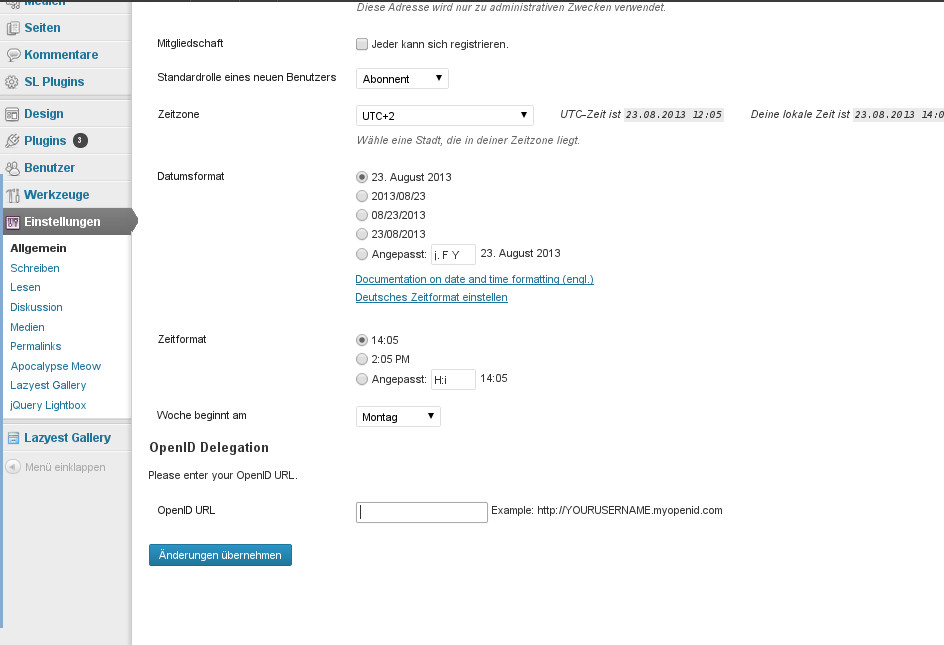 Medien
Seiten
Kommentare
SL Plugins
Design
Plugins 3
Benutzer
Werkzeuge
Einstellungen
Allgemein
Schreiben
Lesen
Diskussion
Medien
Permalinks
Apocalypse Meow
Lazyest Gallery
jQuery Lightbox
Lazyest Gallery
Menü einklappen
Diese Adresse wird nur zu administrativen Zwecken verwendet.
Mitgliedschaft
Jeder kann sich registrieren.
Standardrolle eines neuen Benutzers
Abonnent
Zeitzone
UTC+2
UTC-Zeit ist 23.08.2013 12:05
Deine lokale Zeit ist 23.08.2013 14:0
Wähle eine Stadt, die in deiner Zeitzone liegt.
Datumsformat
23. August 2013
2013/08/23
08/23/2013
23/08/2013
Angepasst: j. F Y 23. August 2013
Documentation on date and time formatting (engl.)
Deutsches Zeitformat einstellen
Zeitformat
14:05
2:05 PM
Angepasst: H:i 14:05
Woche beginnt am
Montag
OpenID Delegation
Please enter your OpenID URL.
OpenID URL
Example: http://YOURUSERNAME.myopenid.com
Änderungen übernehmen